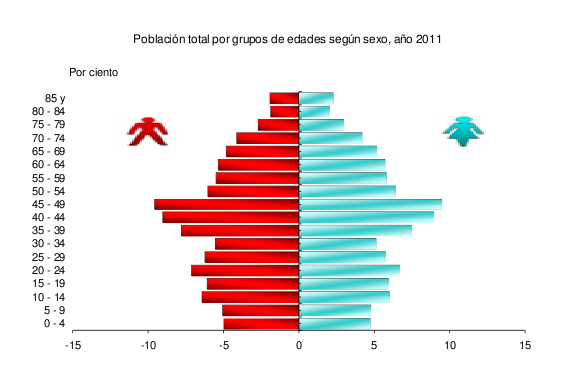 Población total por grupos de edades según sexo, año 2011
Por ciento
85 y
80 - 84
75 - 79
70 - 74
65 - 69
60 - 64
55 - 59
50 - 54
45 - 49
40 - 44
35 - 39
30 - 34
25 - 29
20 - 24
15 - 19
10 - 14
5 - 9
0 - 4
-15 -10 -5 0 5 10 15